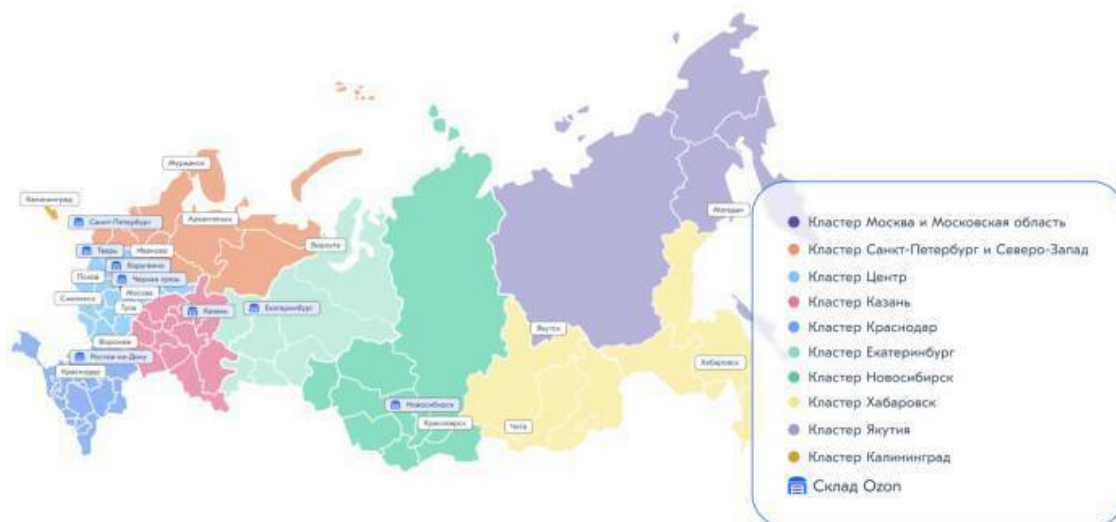 Мурманск
Калининград
Санкт-Петербург
Архангельск
Воркута
Тверь
Иваново
Хоругвино
Псков
Черная грязь
Смоленск
Москва
Тула
Казань
Екатеринбург
Воронеж
Ростов-на-Дону
Краснодар
Новосибирск
Красноярск
Чита
Якутск
Хабаровск
Магадан
Кластер Москва и Московская область
Кластер Санкт-Петербург и Северо-Запад
Кластер Центр
Кластер Казань
Кластер Краснодар
Кластер Екатеринбург
Кластер Новосибирск
Кластер Хабаровск
Кластер Якутия
Кластер Калининград
Склад Ozon